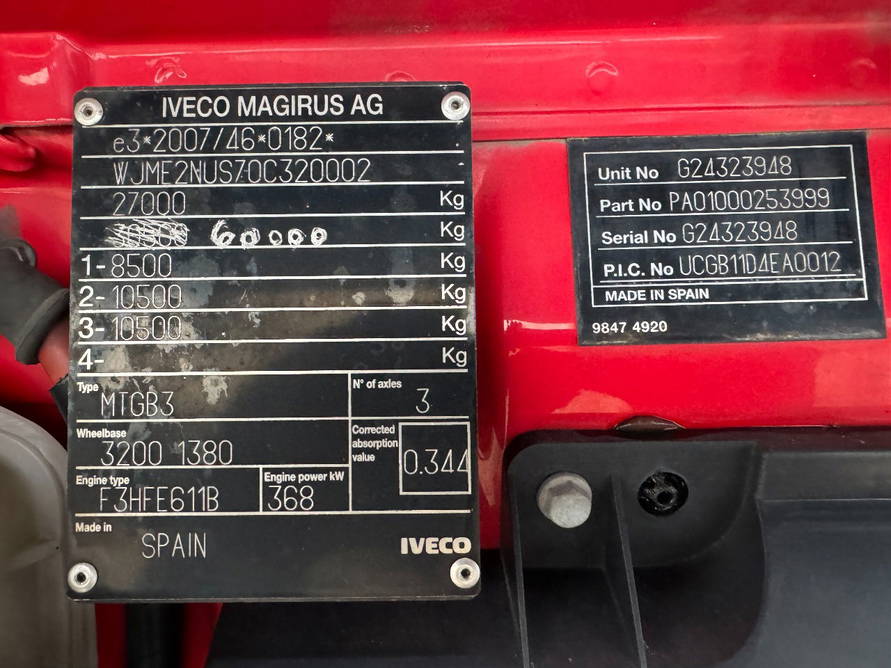 IVECO MAGIRUS AG
e3*2007/46*0182*
WJME2NUS70C320002
27000 Kg
60000 Kg
1- 8500 Kg
2- 10500 Kg
3- 10500 Kg
4- Kg
Type N° of axles
MTGB3 3
Wheelbase Corrected absorption value
3200 1380 0.344
Engine type Engine power kW
F3HFE611B 368
Made in
SPAIN IVECO
Unit No G24323948
Part No PA01000253999
Serial No G24323948
P.I.C. No UCGB11D4EA0012
MADE IN SPAIN
9847 4920